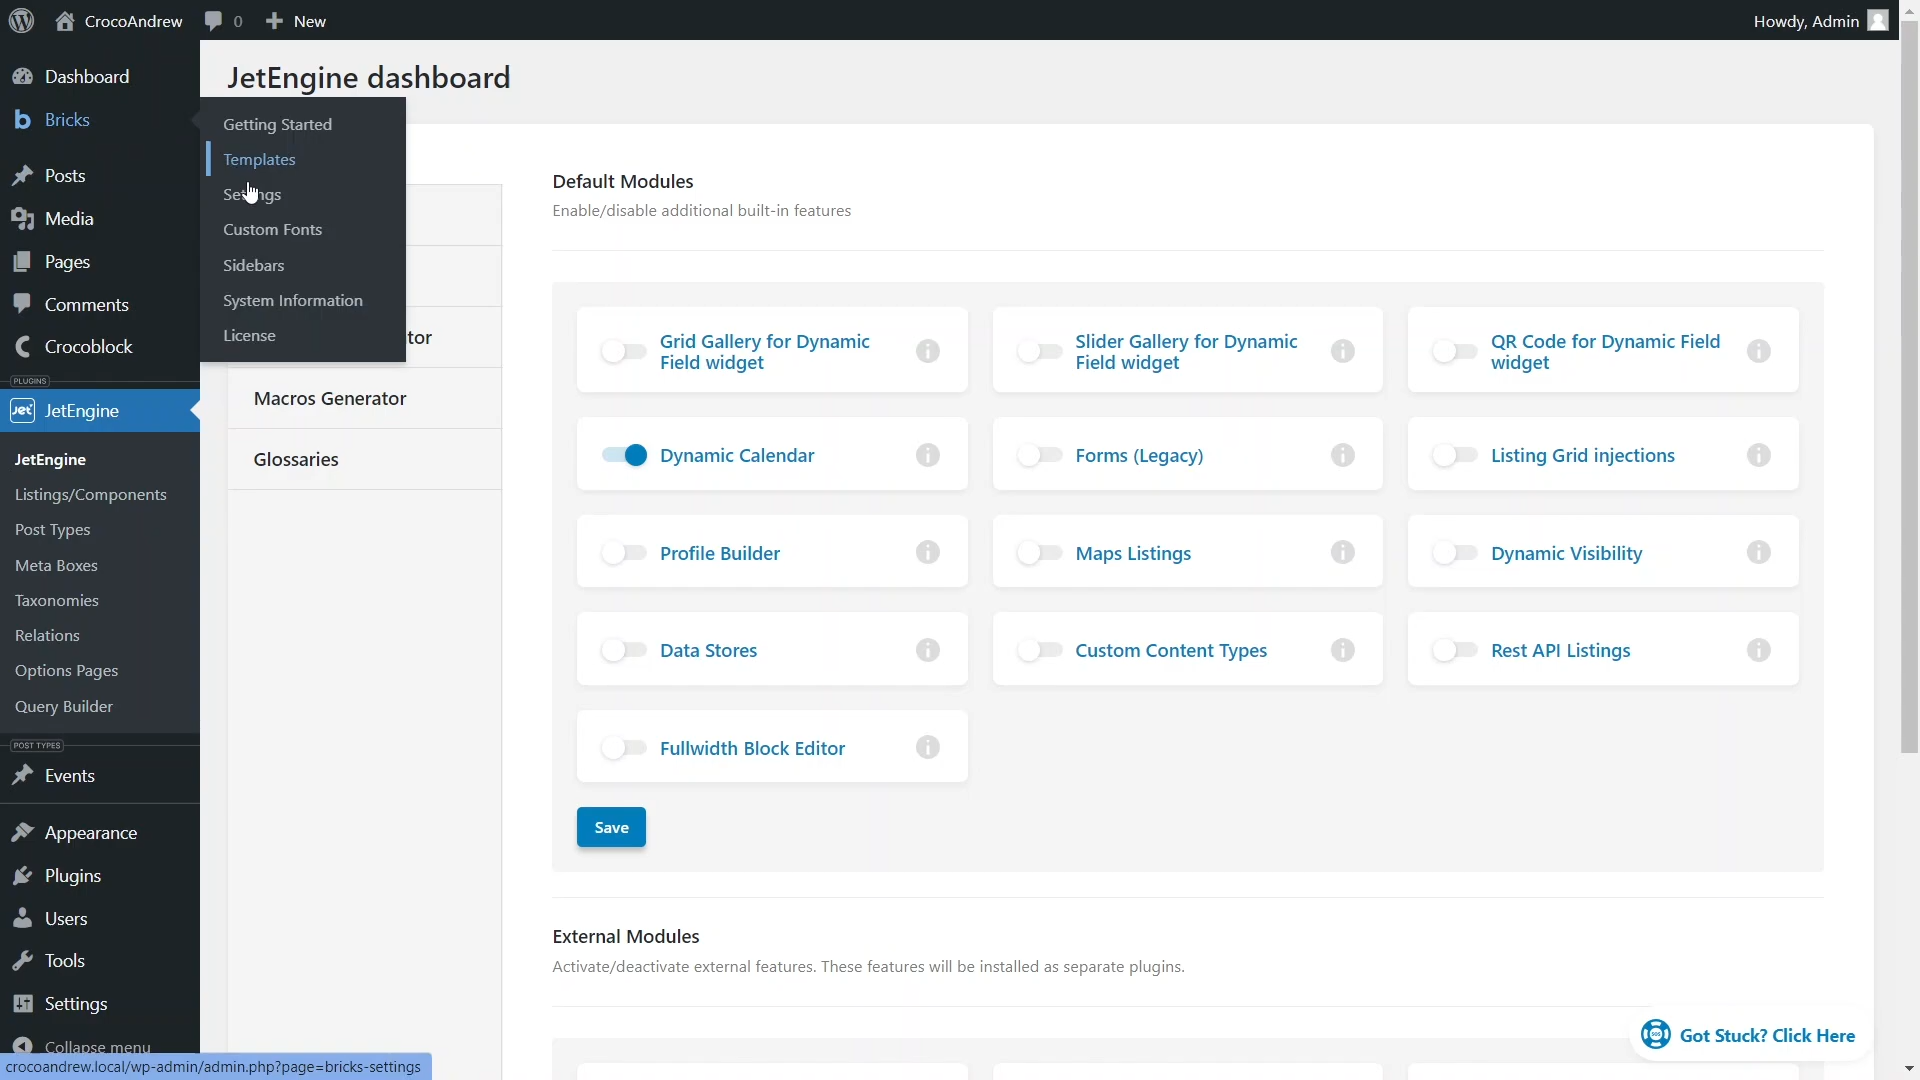 CrocoAndrew
0
New
Howdy, Admin
Dashboard
Bricks
Posts
Media
Pages
Comments
Crocoblock
PLUGINS
Jet
JetEngine
JetEngine
Listings/Components
Post Types
Meta Boxes
Taxonomies
Relations
Options Pages
Query Builder
POST TYPES
Events
Appearance
Plugins
Users
Tools
Settings
Collapse menu
crocoandrew.local/wp-admin/admin.php?page=bricks-settings
JetEngine dashboard
Getting Started
Templates
Settings
Custom Fonts
Sidebars
System Information
License
tor
Macros Generator
Glossaries
Default Modules
Enable/disable additional built-in features
Grid Gallery for Dynamic
Field widget
Slider Gallery for Dynamic
Field widget
QR Code for Dynamic Field
widget
Dynamic Calendar
Forms (Legacy)
Listing Grid injections
Profile Builder
Maps Listings
Dynamic Visibility
Data Stores
Custom Content Types
Rest API Listings
Fullwidth Block Editor
Save
External Modules
Activate/deactivate external features. These features will be installed as separate plugins.
Got Stuck? Click Here